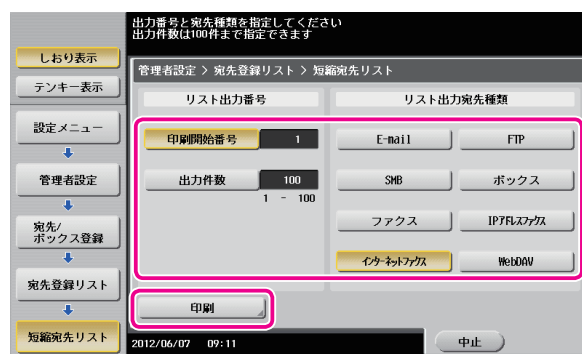 出力番号と宛先種類を指定してください
出力件数は100件まで指定できます
しおり表示
テンキー表示
設定メニュー
管理者設定
宛先/
ボックス登録
宛先登録リスト
短縮宛先リスト
管理者設定 > 宛先登録リスト > 短縮宛先リスト
リスト出力番号
リスト出力宛先種類
印刷開始番号 1
出力件数 100
1 - 100
E-mail FTP
SMB ボックス
ファクス IPアドレスファクス
インターネットファクス WebDAV
印刷
2012/06/07 09:11
中止